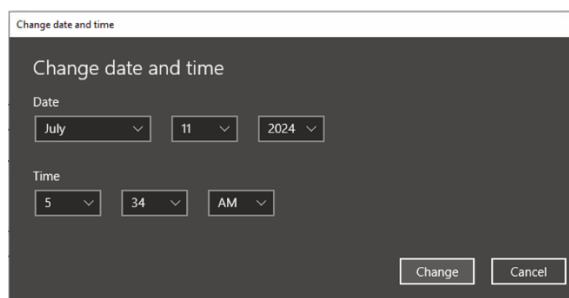 Change date and time
Change date and time
Date
July 11 2024
Time
5 34 AM
Change Cancel